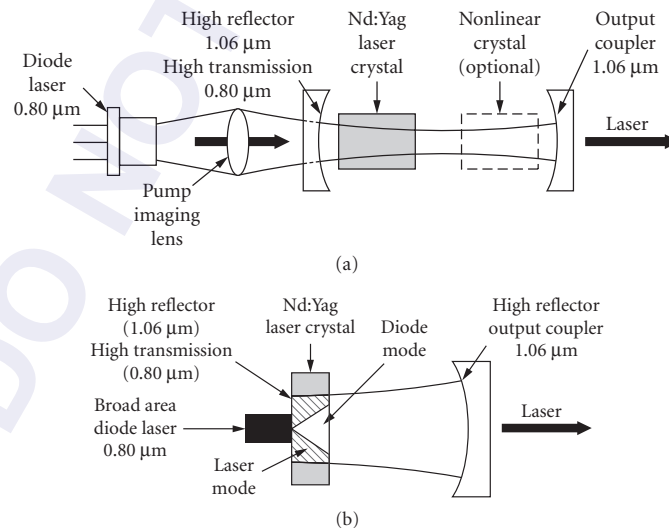 High reflector
1.06 μm
High transmission
0.80 μm
Nd:Yag
laser
crystal
Nonlinear
crystal
(optional)
Output
coupler
1.06 μm
Diode
laser
0.80 μm
Laser
Pump
imaging
lens
(a)
High reflector
(1.06 μm)
High transmission
(0.80 μm)
Nd:Yag
laser crystal
Diode
mode
High reflector
output coupler
1.06 μm
Broad area
diode laser
0.80 μm
Laser
mode
Laser
(b)
DO NOT